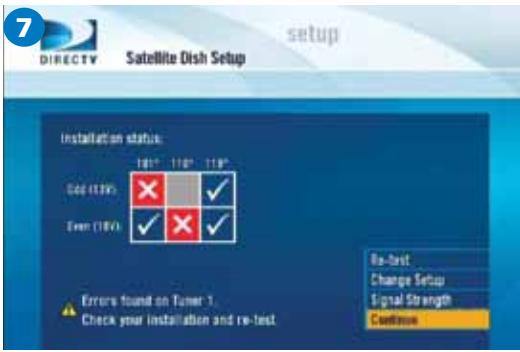 7
setup
DIRECTV
Satellite Dish Setup
Installation status:
101° 110° 119°
Odd (13V):
Even (18V):
Re-test
Change Setup
Signal Strength
Continue
Errors found on Tuner 1.
Check your installation and re-test